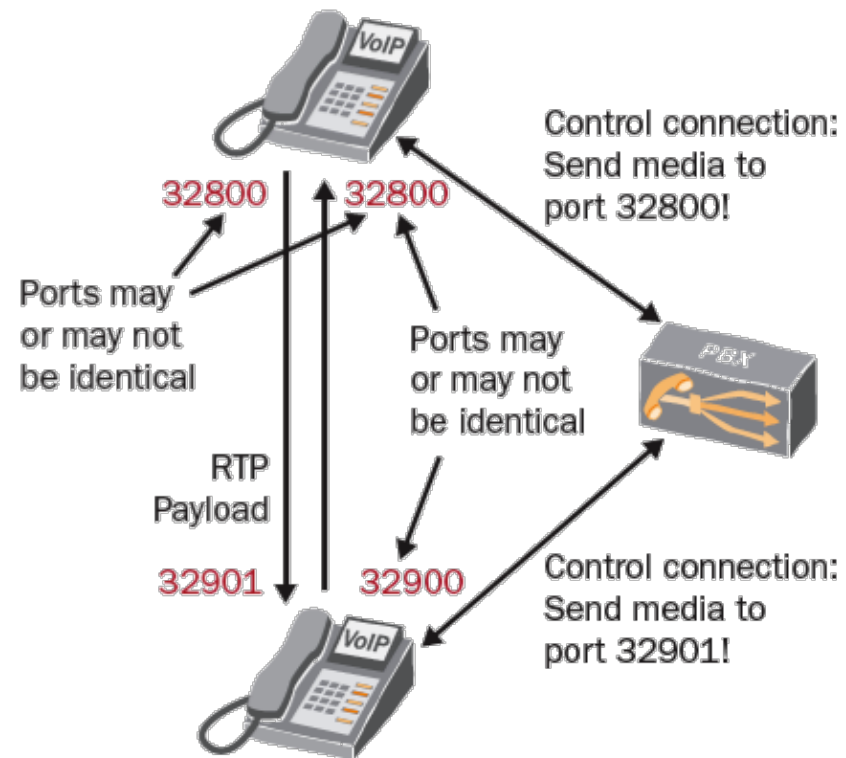 VoIP
Control connection:
Send media to
port 32800!
32800
32800
Ports may
or may not
be identical
Ports may
or may not
be identical
PBX
RTP
Payload
32901
32900
Control connection:
Send media to
port 32901!
VoIP